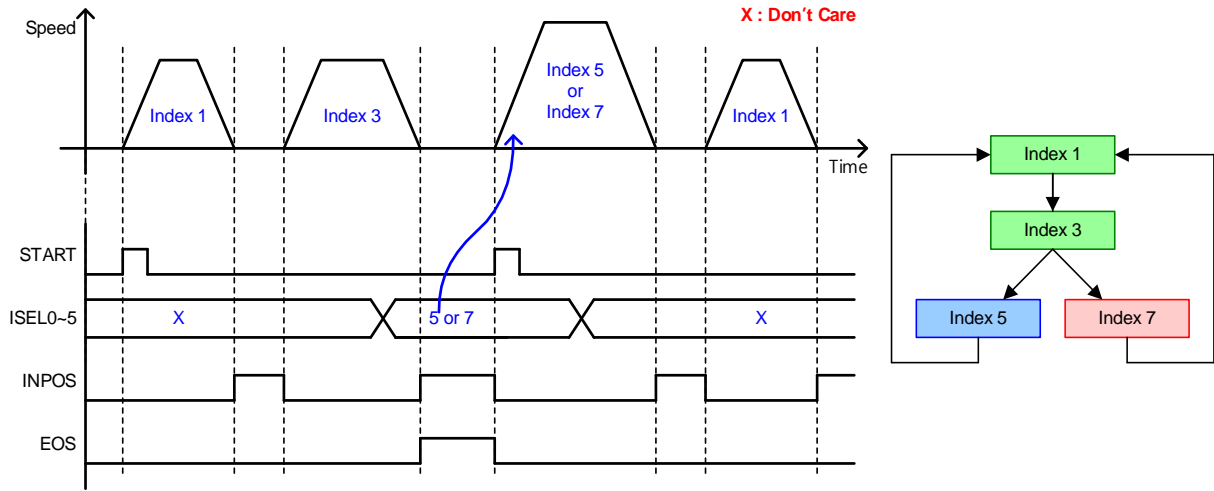 X : Don't Care
Speed
Index 1
Index 3
Index 5
or
Index 7
Index 1
Time
START
ISEL0~5
X
5 or 7
X
INPOS
EOS
Index 1
Index 3
Index 5
Index 7